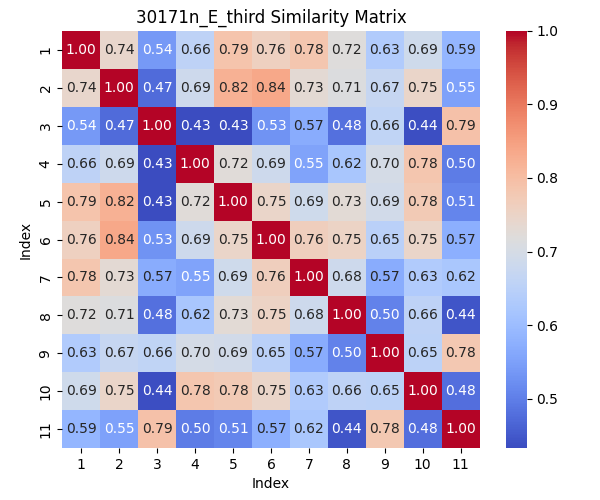 30171n_E_third Similarity Matrix
1 1.00 0.74 0.54 0.66 0.79 0.76 0.78 0.72 0.63 0.69 0.59
2 0.74 1.00 0.47 0.69 0.82 0.84 0.73 0.71 0.67 0.75 0.55
3 0.54 0.47 1.00 0.43 0.43 0.53 0.57 0.48 0.66 0.44 0.79
4 0.66 0.69 0.43 1.00 0.72 0.69 0.55 0.62 0.70 0.78 0.50
5 0.79 0.82 0.43 0.72 1.00 0.75 0.69 0.73 0.69 0.78 0.51
6 0.76 0.84 0.53 0.69 0.75 1.00 0.76 0.75 0.65 0.75 0.57
7 0.78 0.73 0.57 0.55 0.69 0.76 1.00 0.68 0.57 0.63 0.62
8 0.72 0.71 0.48 0.62 0.73 0.75 0.68 1.00 0.50 0.66 0.44
9 0.63 0.67 0.66 0.70 0.69 0.65 0.57 0.50 1.00 0.65 0.78
10 0.69 0.75 0.44 0.78 0.78 0.75 0.63 0.66 0.65 1.00 0.48
11 0.59 0.55 0.79 0.50 0.51 0.57 0.62 0.44 0.78 0.48 1.00
1 2 3 4 5 6 7 8 9 10 11
Index
Index
1.0
0.9
0.8
0.7
0.6
0.5